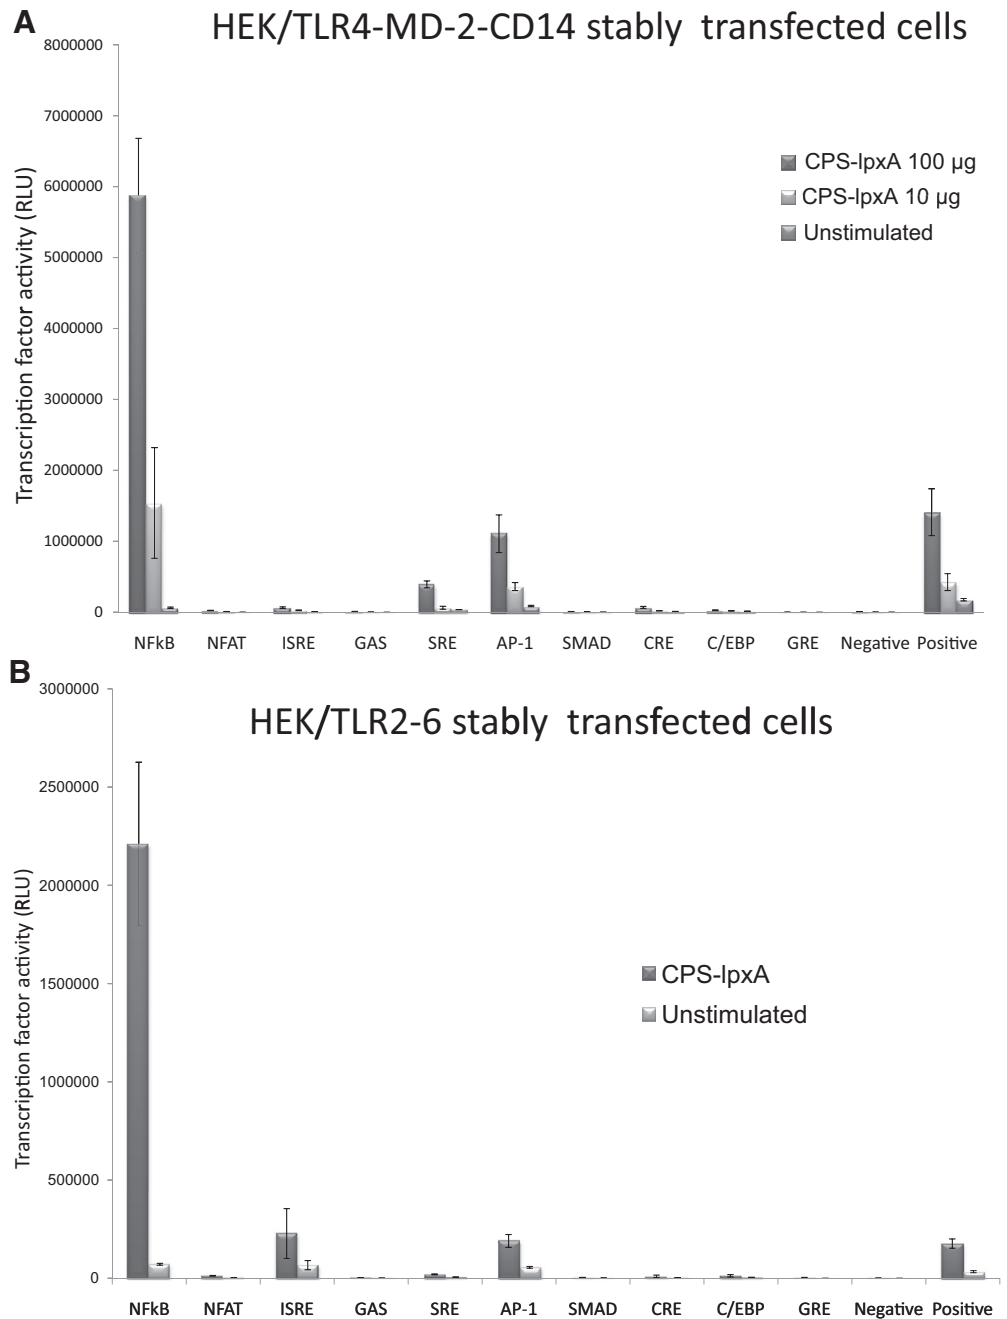 A
HEK/TLR4-MD-2-CD14 stably transfected cells
Transcription factor activity (RLU)
8000000
7000000
6000000
5000000
4000000
3000000
2000000
1000000
0
CPS-lpxA 100 µg
CPS-lpxA 10 µg
Unstimulated
NFkB NFAT ISRE GAS SRE AP-1 SMAD CRE C/EBP GRE Negative Positive
B
HEK/TLR2-6 stably transfected cells
Transcription factor activity (RLU)
3000000
2500000
2000000
1500000
1000000
500000
0
CPS-lpxA
Unstimulated
NFkB NFAT ISRE GAS SRE AP-1 SMAD CRE C/EBP GRE Negative Positive